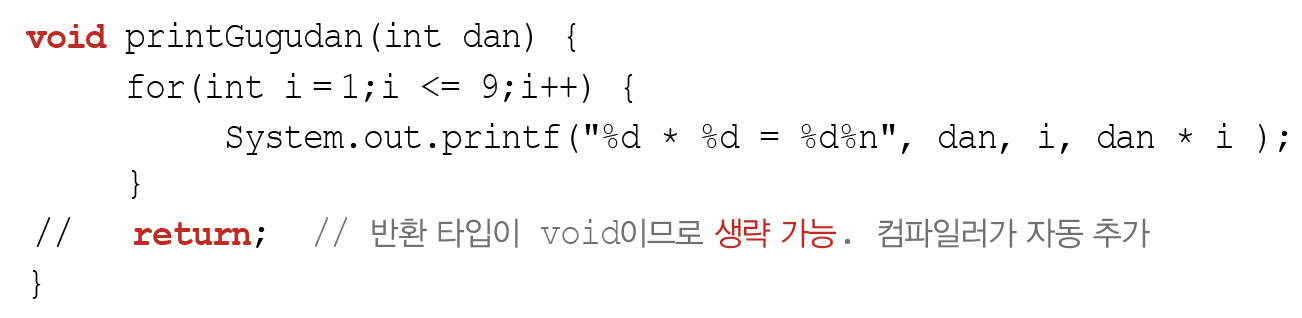 void printGugudan(int dan) {
for(int i = 1;i <= 9;i++) {
System.out.printf("%d * %d = %d%n", dan, i, dan * i );
}
// return; // 반환 타입이 void이므로 생략 가능. 컴파일러가 자동 추가
}